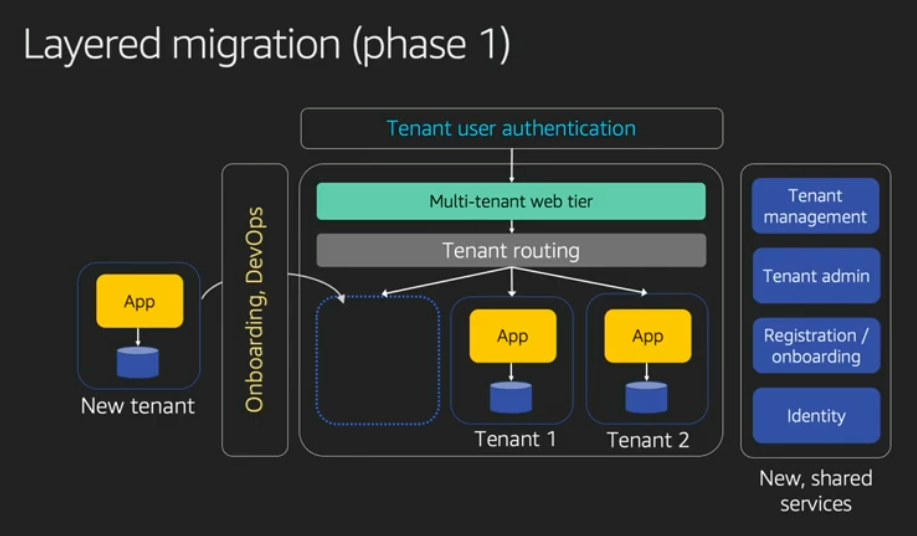 Layered migration (phase 1)
Tenant user authentication
Multi-tenant web tier
Tenant routing
Onboarding, DevOps
App
New tenant
App
Tenant 1
App
Tenant 2
Tenant
management
Tenant admin
Registration /
onboarding
Identity
New, shared
services